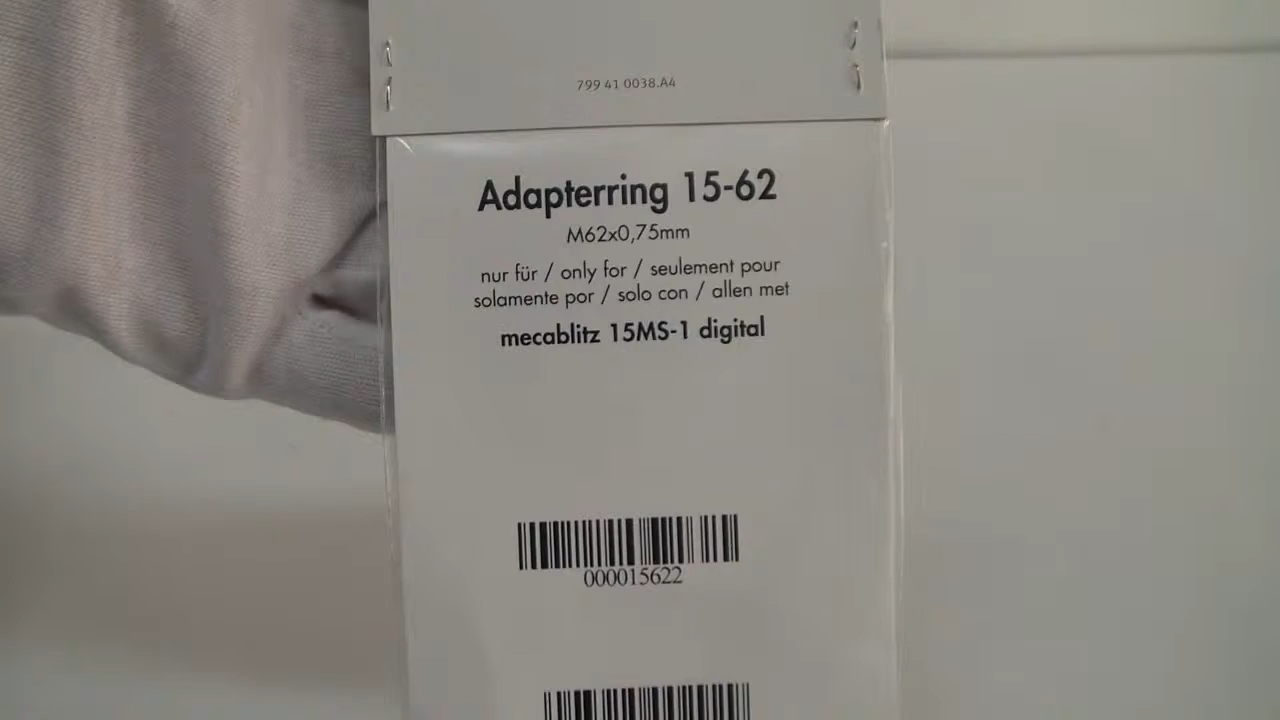 799 41 0038.A4
Adapterring 15-62
M62x0,75mm
nur für / only for / seulement pour
solamente por / solo con / allen met
mecablitz 15MS-1 digital
000015622